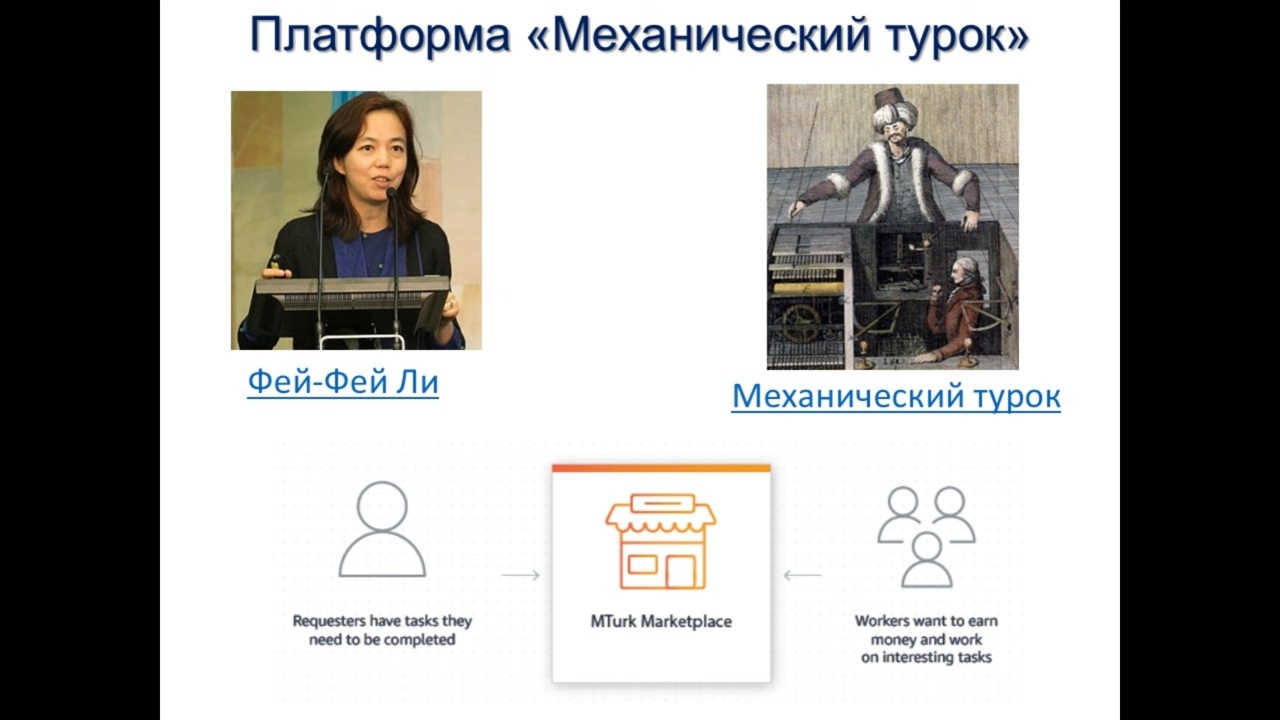 Платформа «Механический турок»
Фей-Фей Ли
Механический турок
Requesters have tasks they
need to be completed
MTurk Marketplace
Workers want to earn
money and work
on interesting tasks